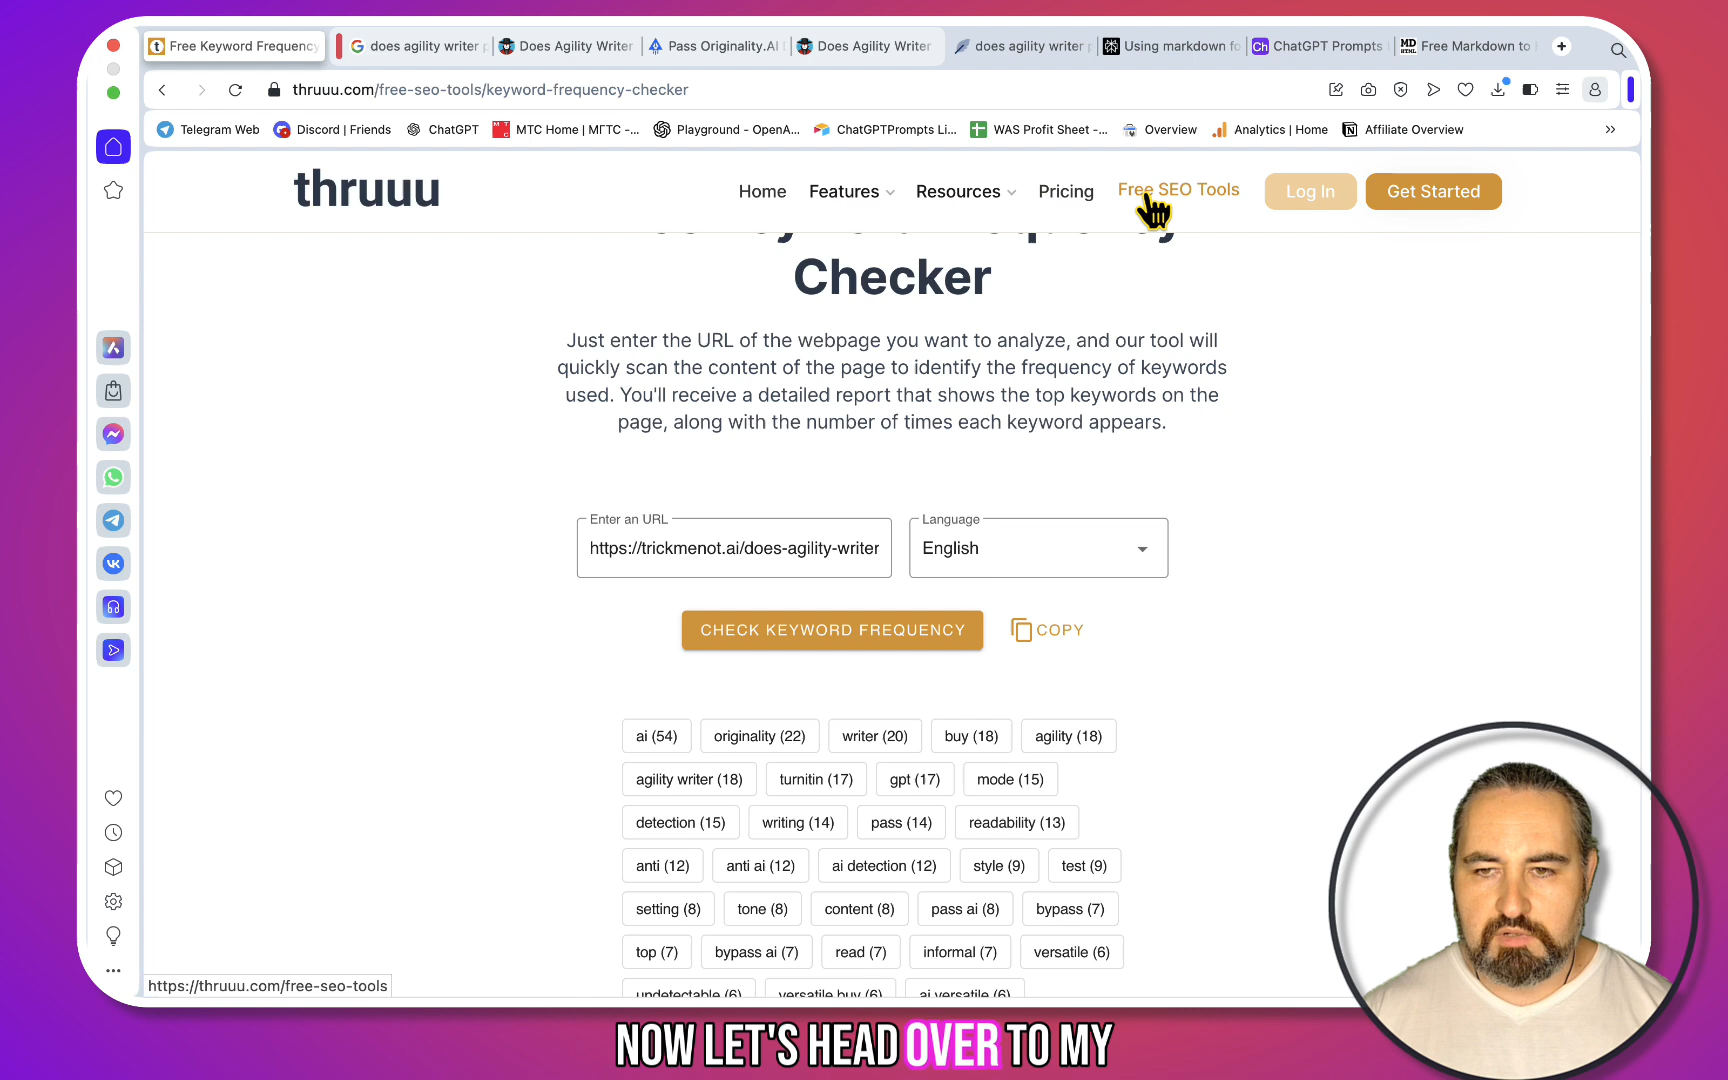 Free Keyword Frequency
does agility writer p
Does Agility Writer
Pass Originality.AI
Does Agility Writer
does agility writer p
Using markdown fo
ChatGPT Prompts
Free Markdown to
thruuu.com/free-seo-tools/keyword-frequency-checker
Telegram Web
Discord | Friends
ChatGPT
МТС Home | МГТС -...
Playground - OpenA...
ChatGPTPrompts Li...
WAS Profit Sheet -...
Overview
Analytics | Home
Affiliate Overview
thruuu
Home
Features
Resources
Pricing
Free SEO Tools
Log In
Get Started
Checker
Just enter the URL of the webpage you want to analyze, and our tool will
quickly scan the content of the page to identify the frequency of keywords
used. You'll receive a detailed report that shows the top keywords on the
page, along with the number of times each keyword appears.
Enter an URL
https://trickmenot.ai/does-agility-writer
Language
English
CHECK KEYWORD FREQUENCY
COPY
ai (54) originality (22) writer (20) buy (18) agility (18)
agility writer (18) turnitin (17) gpt (17) mode (15)
detection (15) writing (14) pass (14) readability (13)
anti (12) anti ai (12) ai detection (12) style (9) test (9)
setting (8) tone (8) content (8) pass ai (8) bypass (7)
top (7) bypass ai (7) read (7) informal (7) versatile (6)
undetectable (6) versatile buy (6) ai versatile (6)
https://thruuu.com/free-seo-tools
NOW LET'S HEAD OVER TO MY